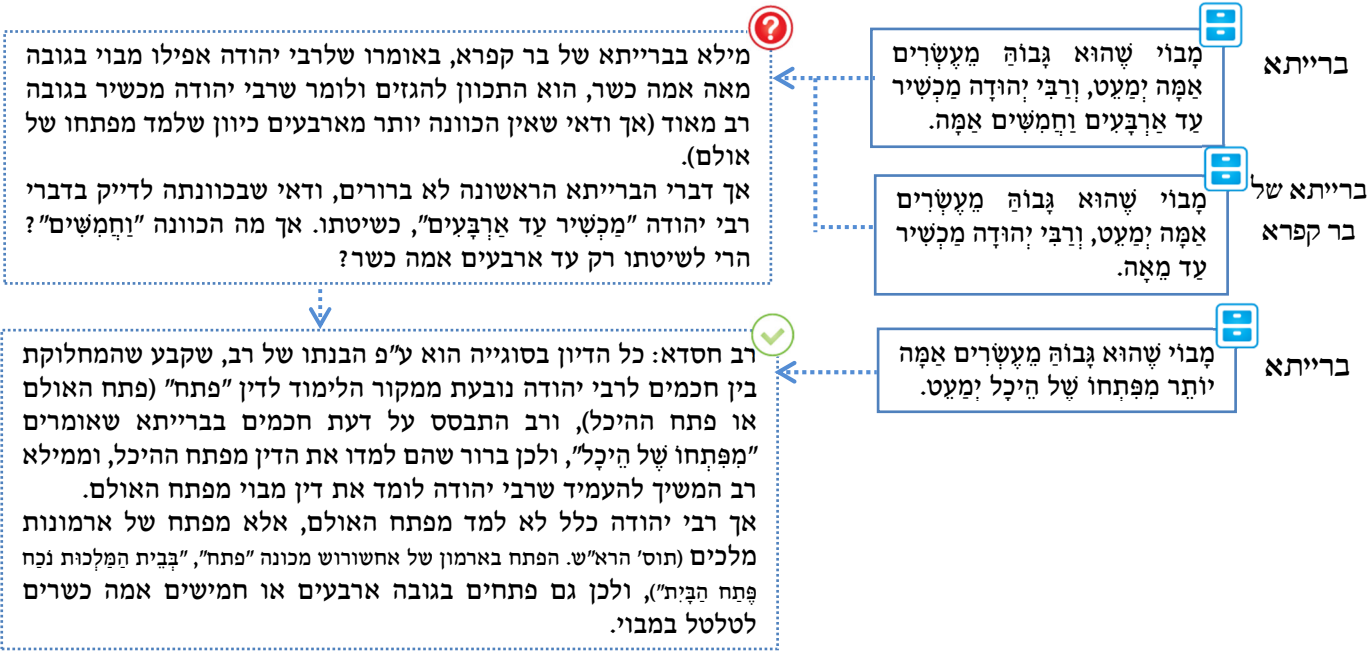 ברייתא
מָבוֹי שֶׁהוּא גָּבוֹהַּ מֵעֶשְׂרִים
אַמָּה יְמַעֵט, וְרַבִּי יְהוּדָה מַכְשִׁיר
עַד אַרְבָּעִים וַחֲמִשִּׁים אַמָּה.
ברייתא של
בר קפרא
מָבוֹי שֶׁהוּא גָּבוֹהַּ מֵעֶשְׂרִים
אַמָּה יְמַעֵט, וְרַבִּי יְהוּדָה מַכְשִׁיר
עַד מֵאָה.
מילא בברייתא של בר קפרא, באומרו שלרבי יהודה אפילו מבוי בגובה
מאה אמה כשר, הוא התכוון להגזים ולומר שרבי יהודה מכשיר בגובה
רב מאוד (אך ודאי שאין הכוונה יותר מארבעים כיוון שלמד מפתחו של
אולם).
אך דברי הברייתא הראשונה לא ברורים, ודאי שבכוונתה לדייק בדברי
רבי יהודה "מַכְשִׁיר עַד אַרְבָּעִים", כשיטתו. אך מה הכוונה "וַחֲמִשִּׁים"?
הרי לשיטתו רק עד ארבעים אמה כשר?
ברייתא
מָבוֹי שֶׁהוּא גָּבוֹהַּ מֵעֶשְׂרִים אַמָּה
יוֹתֵר מִפִּתְחוֹ שֶׁל הֵיכָל יְמַעֵט.
רב חסדא: כל הדיון בסוגייה הוא ע"פ הבנתו של רב, שקבע שהמחלוקת
בין חכמים לרבי יהודה נובעת ממקור הלימוד לדין "פתח" (פתח האולם
או פתח ההיכל), ורב התבסס על דעת חכמים בברייתא שאומרים
"מִפִּתְחוֹ שֶׁל הֵיכָל", ולכן ברור שהם למדו את הדין מפתח ההיכל, וממילא
רב המשיך להעמיד שרבי יהודה לומד את דין מבוי מפתח האולם.
אך רבי יהודה כלל לא למד מפתח האולם, אלא מפתח של ארמונות
מלכים (תוס' הרא"ש. הפתח בארמון של אחשורוש מכונה "פתח", "בְּבֵית הַמַּלְכוּת נֹכַח
פֶּתַח הַבָּיִת"), ולכן גם פתחים בגובה ארבעים או חמישים אמה כשרים
לטלטל במבוי.